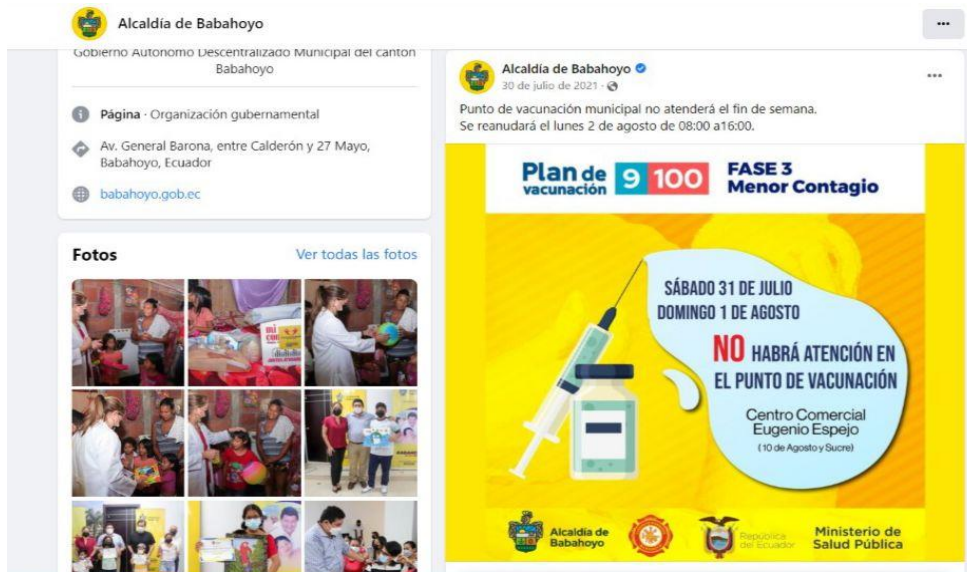 Alcaldía de Babahoyo
Gobierno Autonomo Descentralizado Municipal del canton
Babahoyo
Página · Organización gubernamental
Av. General Barona, entre Calderón y 27 Mayo,
Babahoyo, Ecuador
babahoyo.gob.ec
Fotos
Ver todas las fotos
Alcaldía de Babahoyo
30 de julio de 2021 ·
Punto de vacunación municipal no atenderá el fin de semana.
Se reanudará el lunes 2 de agosto de 08:00 a16:00.
Plan de
vacunación
9 100
FASE 3
Menor Contagio
SÁBADO 31 DE JULIO
DOMINGO 1 DE AGOSTO
NO HABRÁ ATENCIÓN EN
EL PUNTO DE VACUNACIÓN
Centro Comercial
Eugenio Espejo
(10 de Agosto y Sucre)
Alcaldía de
Babahoyo
República
del Ecuador
Ministerio de
Salud Pública